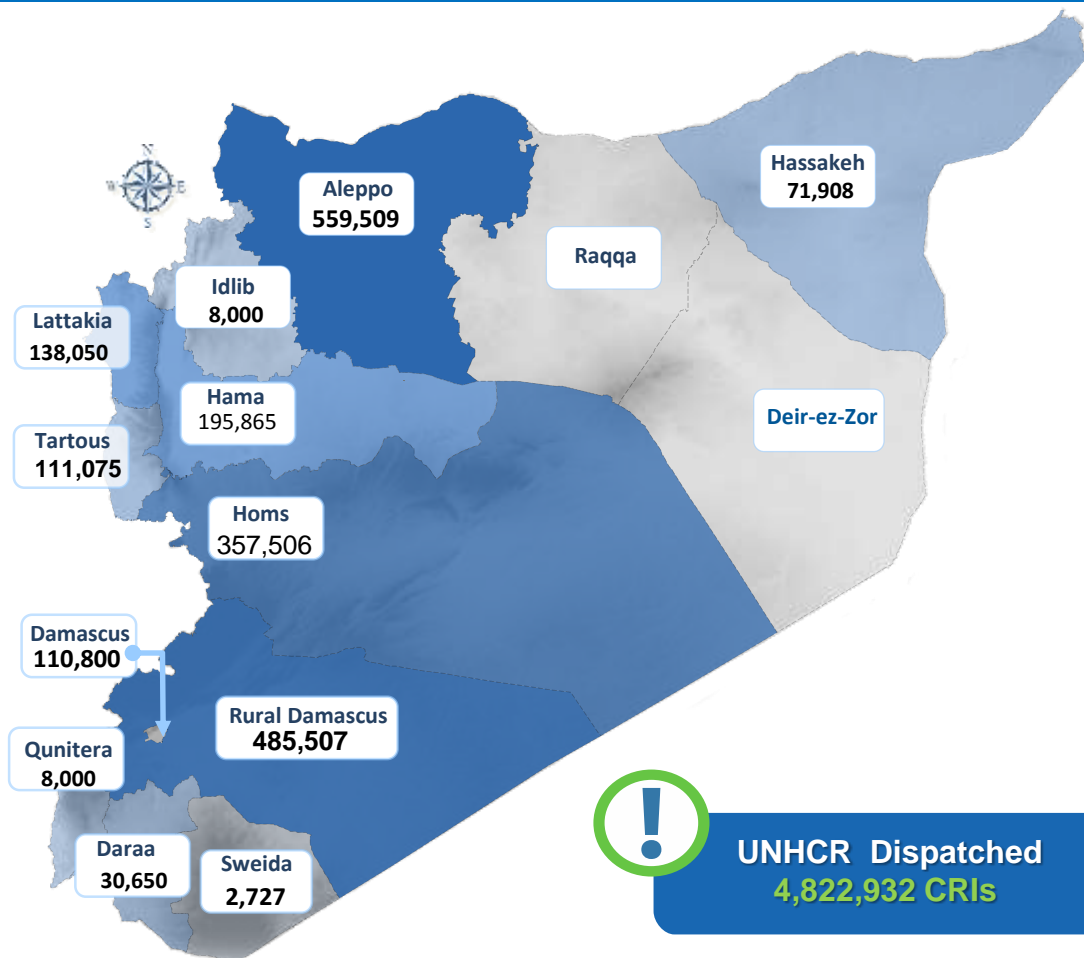 N
W E
S
Aleppo
559,509
Hassakeh
71,908
Raqqa
Idlib
8,000
Lattakia
138,050
Hama
195,865
Deir-ez-Zor
Tartous
111,075
Homs
357,506
Damascus
110,800
Rural Damascus
485,507
Qunitera
8,000
Daraa
30,650
Sweida
2,727
!
UNHCR Dispatched
4,822,932 CRIs